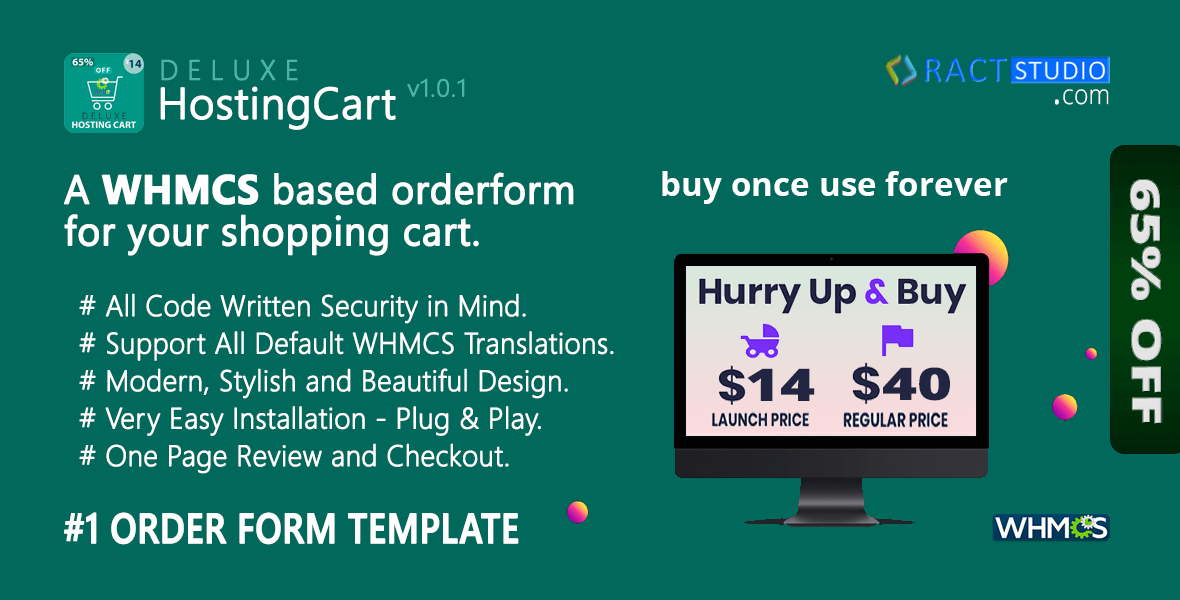 65%
OFF
14
DELUXE
HOSTING CART
DELUXE
HostingCart v1.0.1
RACT STUDIO
.com
A WHMCS based orderform
for your shopping cart.
# All Code Written Security in Mind.
# Support All Default WHMCS Translations.
# Modern, Stylish and Beautiful Design.
# Very Easy Installation - Plug & Play.
# One Page Review and Checkout.
#1 ORDER FORM TEMPLATE
buy once use forever
Hurry Up & Buy
$14 $40
LAUNCH PRICE REGULAR PRICE
65% OFF
WHMCS